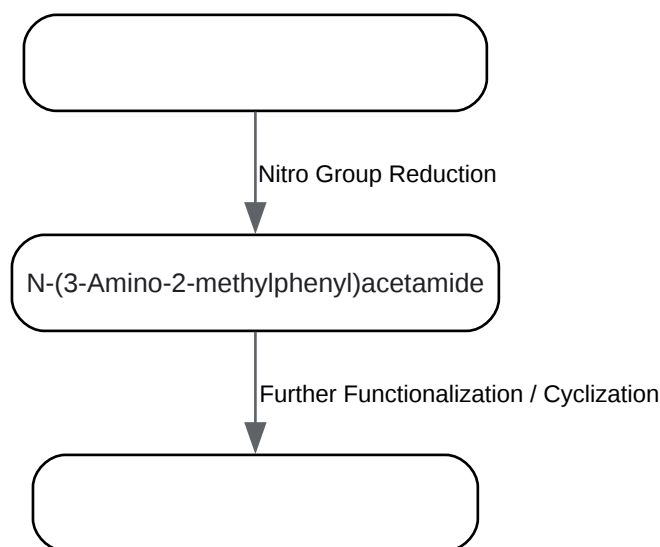 Nitro Group Reduction
N-(3-Amino-2-methylphenyl)acetamide
Further Functionalization / Cyclization